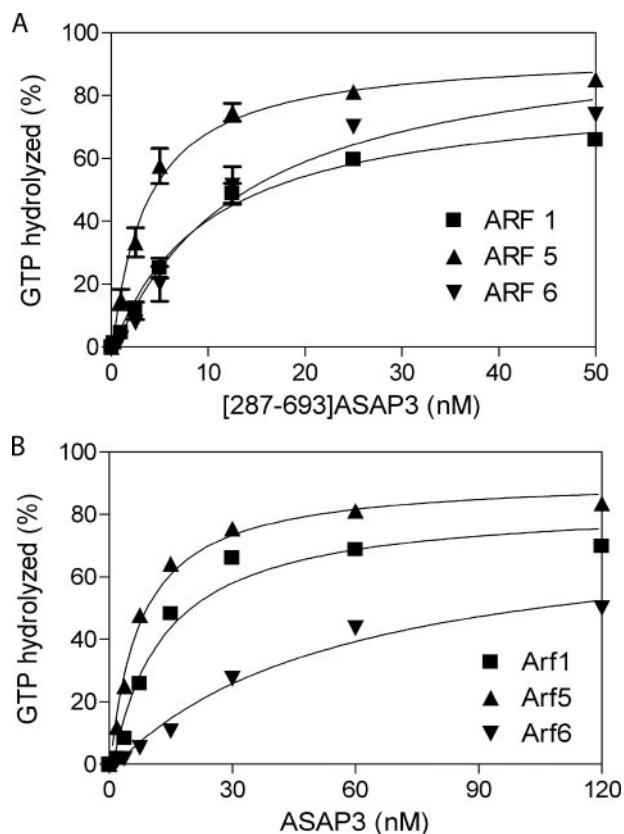 A
100
80
60
40
20
0
GTP hydrolyzed (%)
ARF 1
ARF 5
ARF 6
0 10 20 30 40 50
[287-693]ASAP3 (nM)
B
100
80
60
40
20
0
GTP hydrolyzed (%)
Arf1
Arf5
Arf6
0 30 60 90 120
ASAP3 (nM)